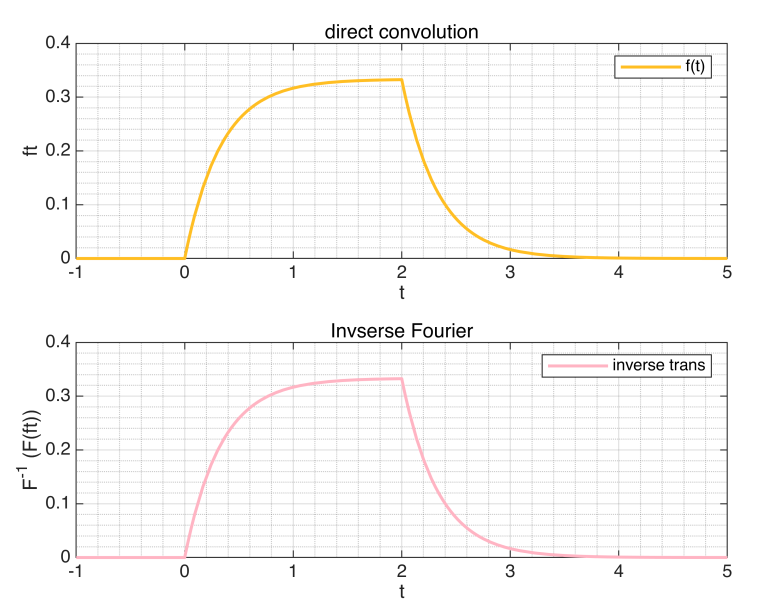 direct convolution
0.4
0.3
0.2
0.1
0
ft
f(t)
-1 0 1 2 3 4 5
t
Invserse Fourier
0.4
0.3
0.2
0.1
0
F-1 (F(ft))
inverse trans
-1 0 1 2 3 4 5
t